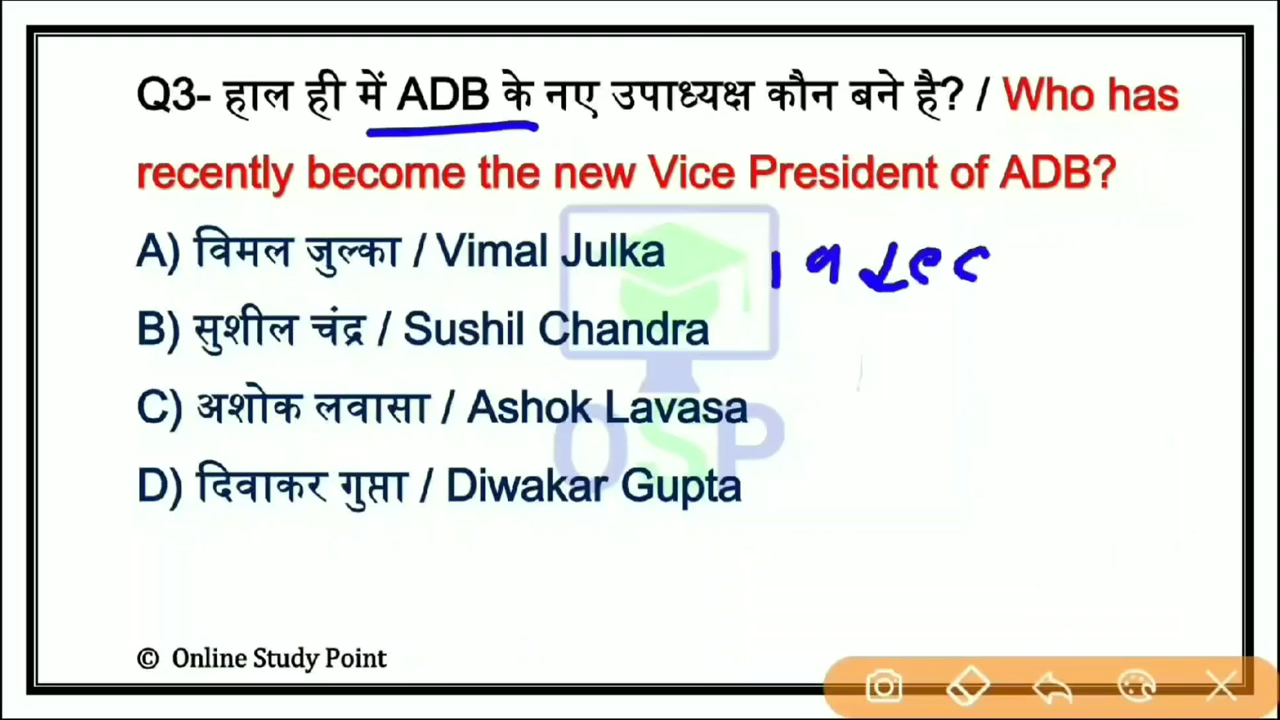 Q3- हाल ही में ADB के नए उपाध्यक्ष कौन बने है? / Who has
recently become the new Vice President of ADB?
A) विमल जुल्का / Vimal Julka
B) सुशील चंद्र / Sushil Chandra
C) अशोक लवासा / Ashok Lavasa
D) दिवाकर गुप्ता / Diwakar Gupta
OSP
© Online Study Point